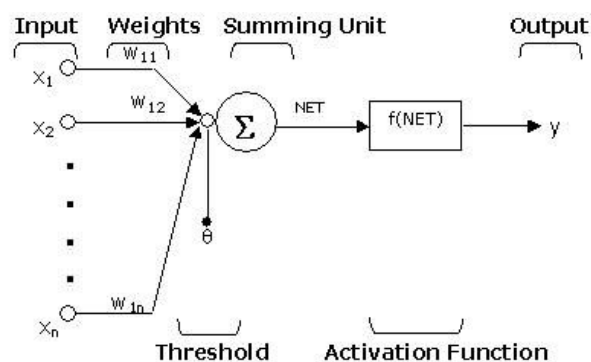 Input Weights Summing Unit Output
W11
X1
W12 NET f(NET)
X2 Σ y
θ
W1n
Xn
Threshold Activation Function